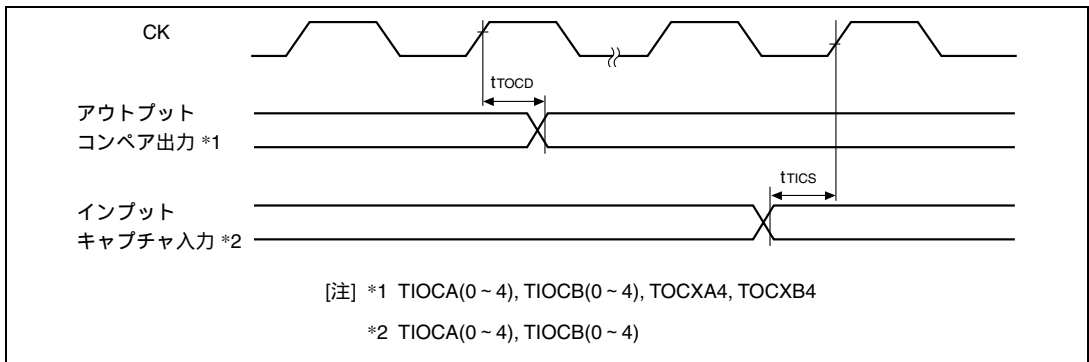 CK
tTOCD
アウトプット
コンペア出力 *1
tTICS
インプット
キャプチャ入力 *2
[注] *1 TIOCA(0 ~ 4), TIOCB(0 ~ 4), TOCXA4, TOCXB4
*2 TIOCA(0 ~ 4), TIOCB(0 ~ 4)